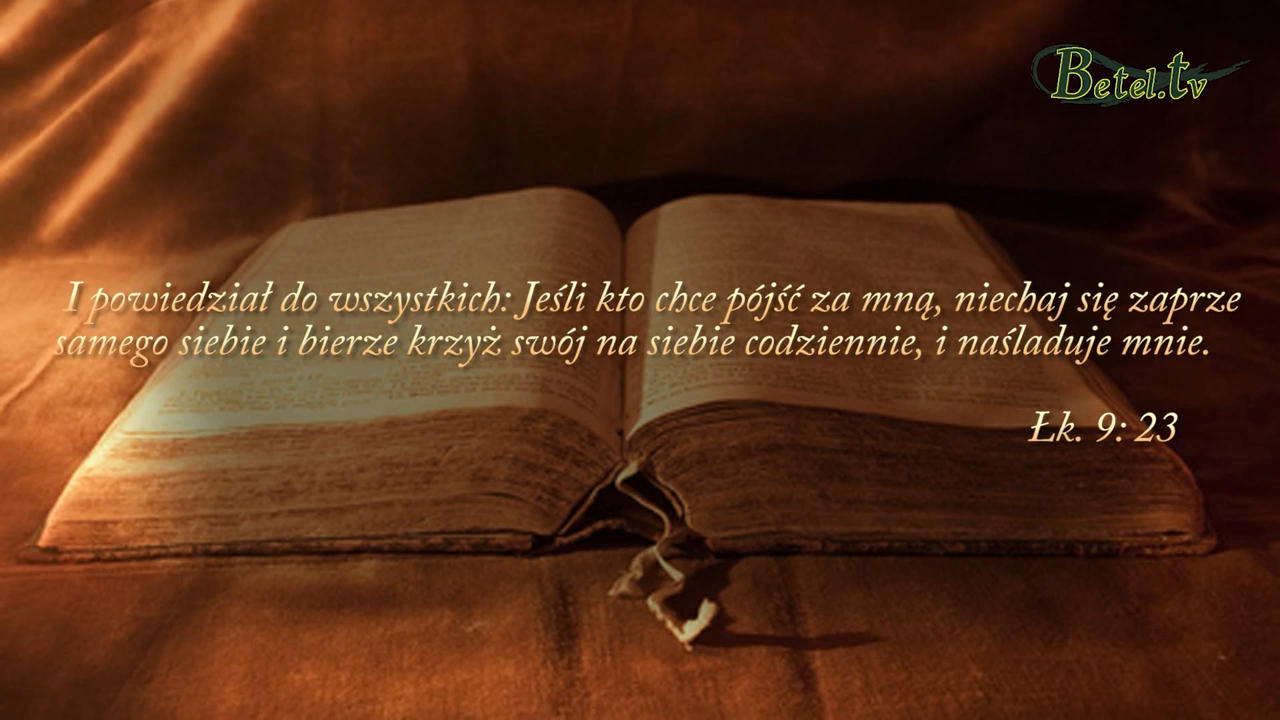 Betel.tv
I powiedział do wszystkich: Jeśli kto chce pójść za mną, niechaj się zaprze
samego siebie i bierze krzyż swój na siebie codziennie, i naśladuje mnie.
Łk. 9: 23